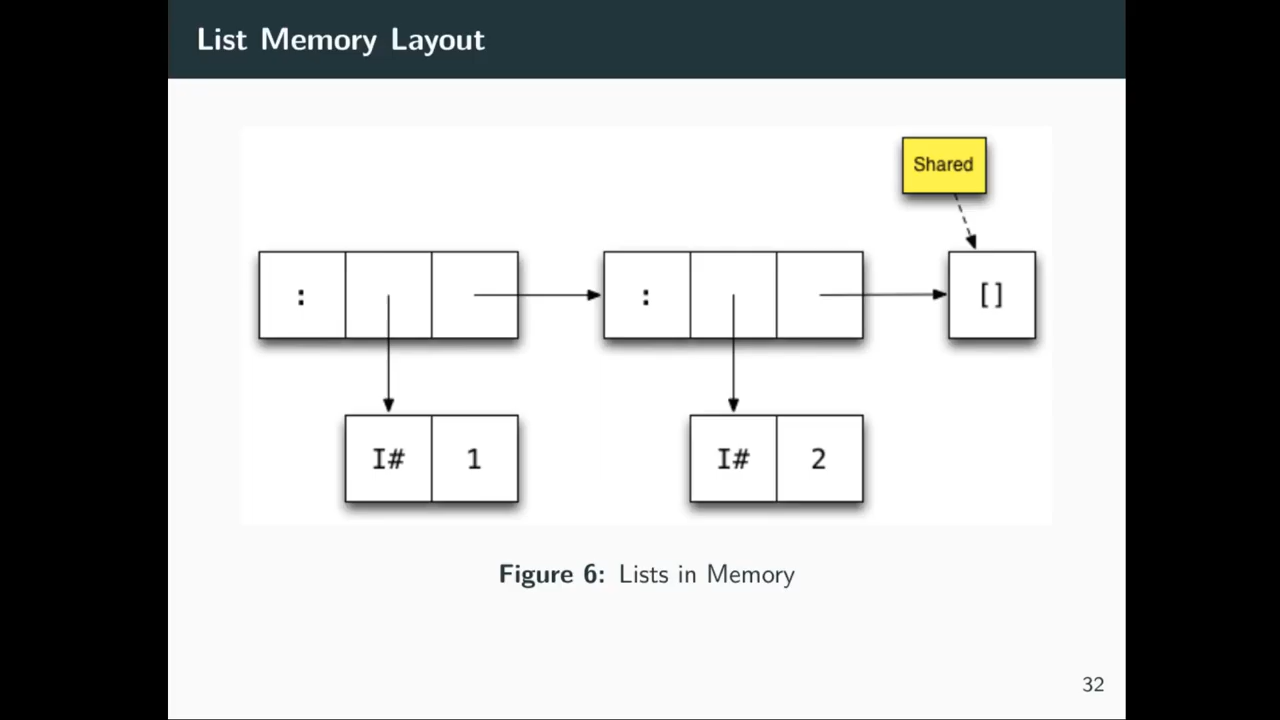 List Memory Layout
Shared
: : []
I# 1 I# 2
Figure 6: Lists in Memory
32